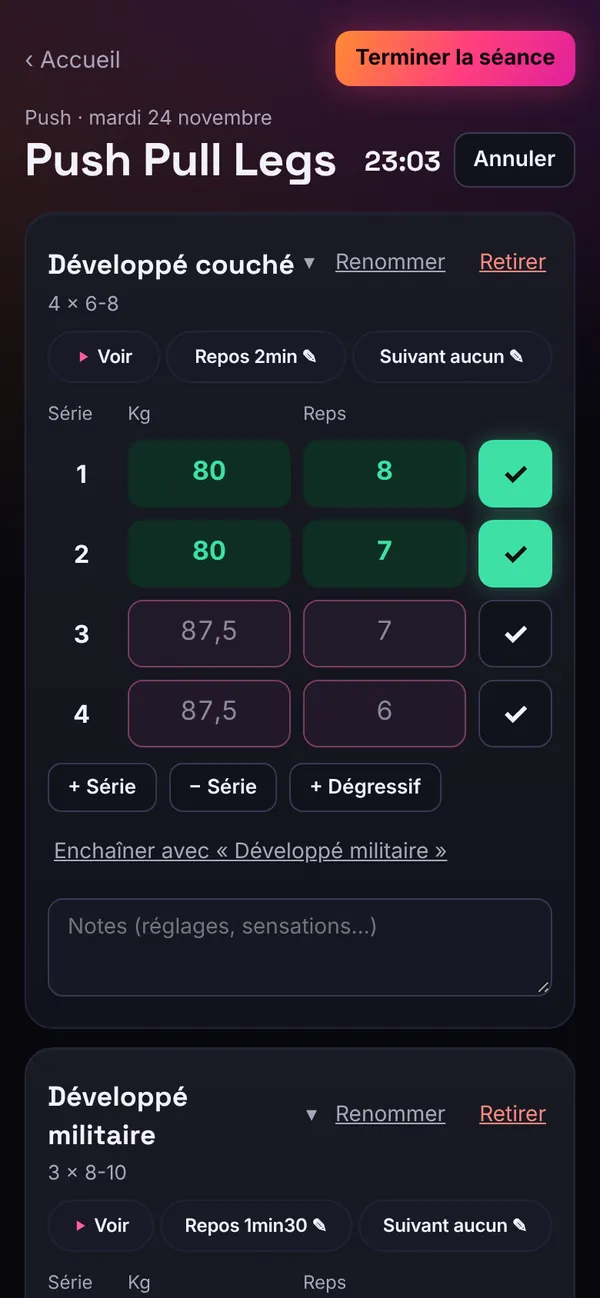 ‹ Accueil
Terminer la séance
Push · mardi 24 novembre
Push Pull Legs 23:03 Annuler
Développé couché ▼ Renommer Retirer
4 × 6-8
▶ Voir Repos 2min ✎ Suivant aucun ✎
Série Kg Reps
1 80 8 ✓
2 80 7 ✓
3 87,5 7 ✓
4 87,5 6 ✓
+ Série − Série + Dégressif
Enchaîner avec « Développé militaire »
Notes (réglages, sensations...)
Développé
militaire ▼ Renommer Retirer
3 × 8-10
▶ Voir Repos 1min30 ✎ Suivant aucun ✎
Série Kg Reps